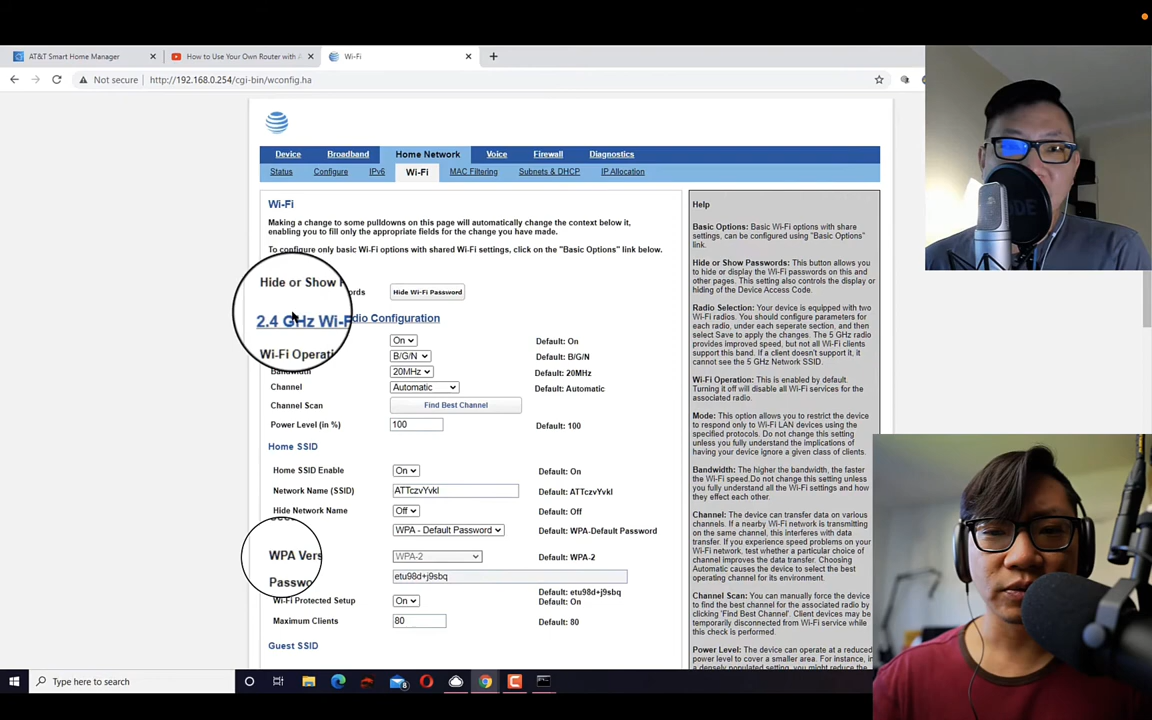 AT&T Smart Home Manager
How to Use Your Own Router with A
Wi-Fi
Not secure http://192.168.0.254/cgi-bin/wconfig.ha
Device Broadband Home Network Voice Firewall Diagnostics
Status Configure IPv6 Wi-Fi MAC Filtering Subnets & DHCP IP Allocation
Wi-Fi
Making a change to some pulldowns on this page will automatically change the context below it,
enabling you to fill only the appropriate fields for the change you have made.
To configure only basic Wi-Fi options with shared Wi-Fi settings, click on the "Basic Options" link below.
Hide or Show P
ords Hide Wi-Fi Password
2.4 GHz Wi-F dio Configuration
On Default: On
Wi-Fi Operati B/G/N Default: B/G/N
Bandwidth 20MHz Default: 20MHz
Channel Automatic Default: Automatic
Channel Scan Find Best Channel
Power Level (in %) 100 Default: 100
Home SSID
Home SSID Enable On Default: On
Network Name (SSID) ATTczvYvkl Default: ATTczvYvkl
Hide Network Name Off Default: Off
WPA - Default Password Default: WPA-Default Password
WPA Vers WPA-2 Default: WPA-2
Passwo etu98d+j9sbq
Default: etu98d+j9sbq
Wi-Fi Protected Setup On Default: On
Maximum Clients 80 Default: 80
Guest SSID
Help
Basic Options: Basic Wi-Fi options with share
settings, can be configured using "Basic Options"
link.
Hide or Show Passwords: This button allows you
to hide or display the Wi-Fi passwords on this and
other pages. This setting also controls the display or
hiding of the Device Access Code.
Radio Selection: Your device is equipped with two
Wi-Fi radios. You should configure parameters for
each radio, under each seperate section, and then
select Save to apply the changes. The 5 GHz radio
provides improved speed, but not all Wi-Fi clients
support this band. If a client doesn't support it, it
cannot see the 5 GHz Network SSID.
Wi-Fi Operation: This is enabled by default.
Turning it off will disable all Wi-Fi services for the
associated radio.
Mode: This option allows you to restrict the device
to respond only to Wi-Fi LAN devices using the
specified protocols. Do not change this setting
unless you fully understand the implications of
having your device ignore a given class of clients.
Bandwidth: The higher the bandwidth, the faster
the Wi-Fi speed.Do not change this setting unless
you fully understand all the Wi-Fi settings and how
they effect each other.
Channel: The device can transfer data on various
channels. If a nearby Wi-Fi network is transmitting
on the same channel, this interferes with data
transfer. If you experience speed problems on your
Wi-Fi network, test whether a particular choice of
channel improves the data transfer. Choosing
Automatic causes the device to select the best
operating channel for its environment.
Channel Scan: You can manually force the device
to find the best channel for the associated radio by
clicking 'Find Best Channel'. Client devices may be
temporarily disconnected from Wi-Fi service while
this check is performed.
Power Level: The device can operate at a reduced
power level to cover a smaller area. For instance, in
a densely populated setting, you might reduce the
Type here to search